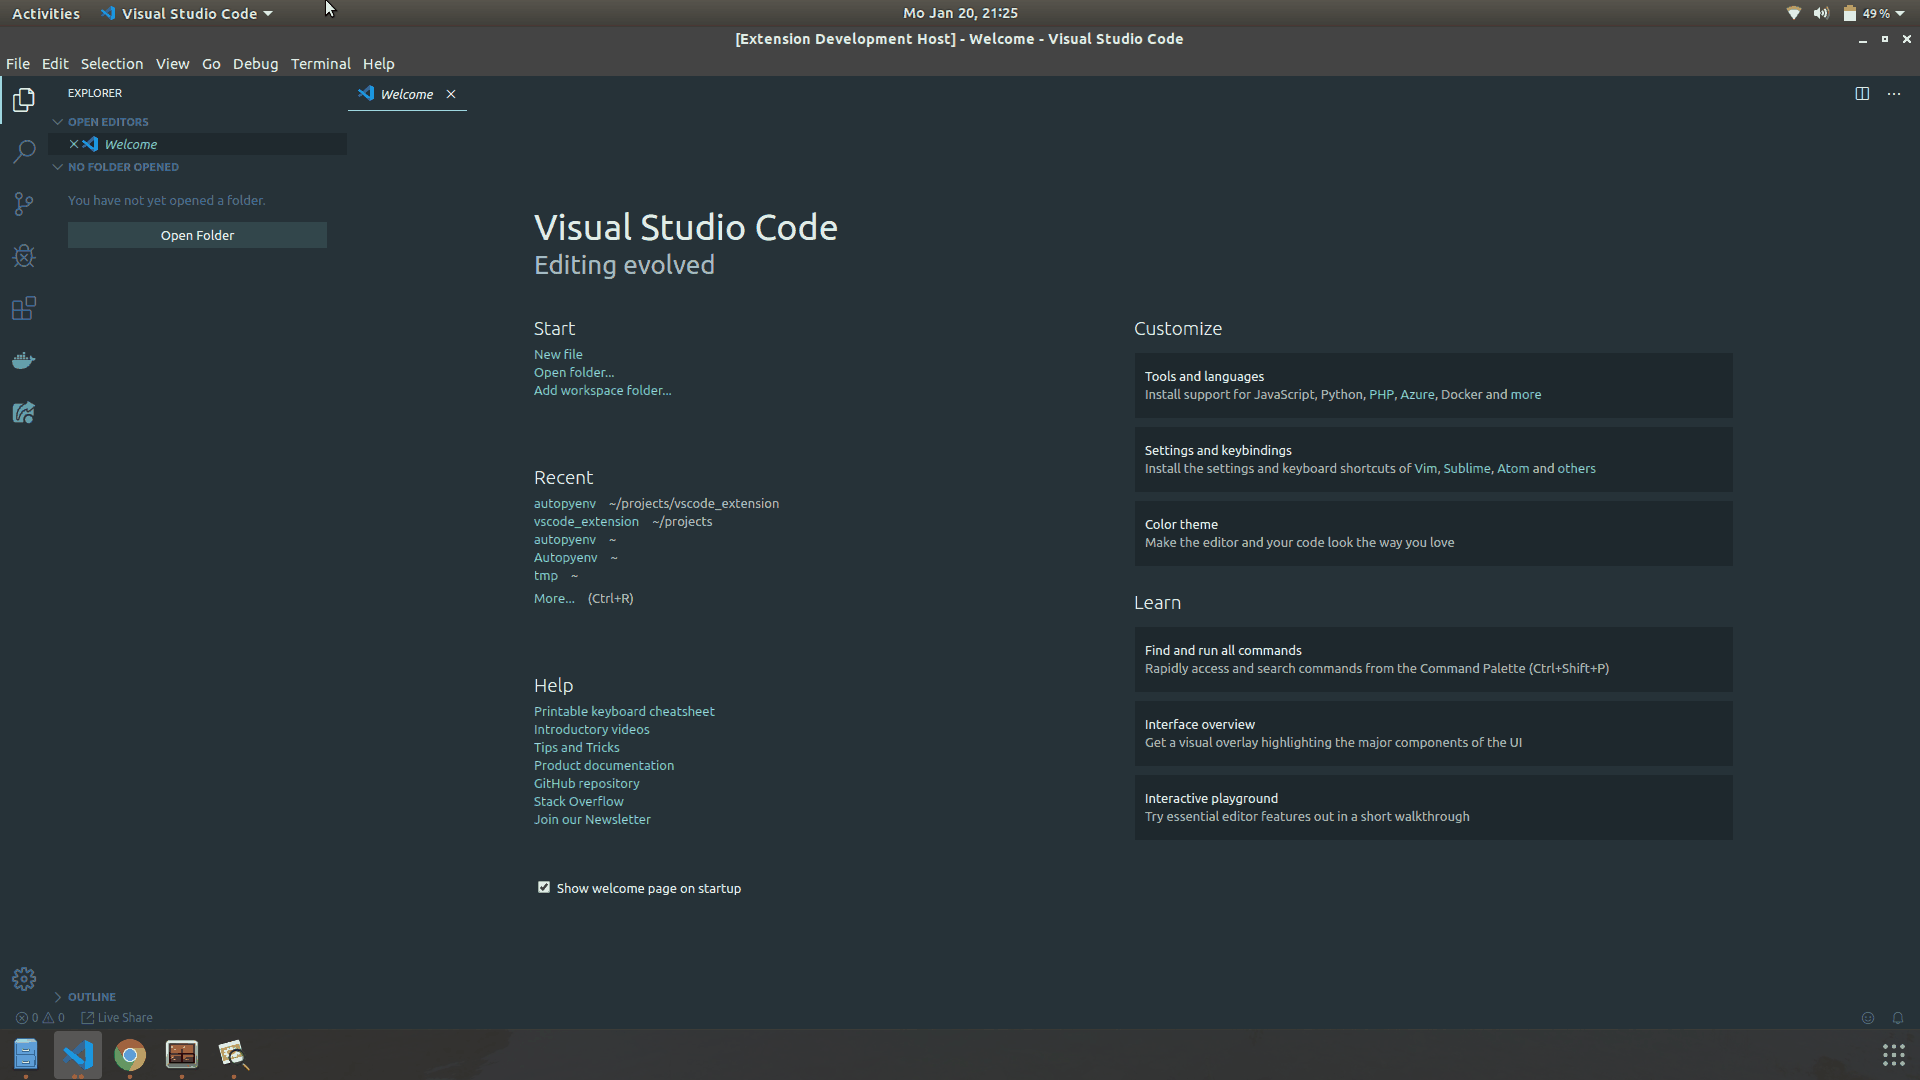 Activities Visual Studio Code Mo Jan 20, 21:25 49 %
[Extension Development Host] - Welcome - Visual Studio Code
File Edit Selection View Go Debug Terminal Help
EXPLORER
OPEN EDITORS
Welcome
NO FOLDER OPENED
You have not yet opened a folder.
Open Folder
OUTLINE
Welcome
Visual Studio Code
Editing evolved
Start
New file
Open folder...
Add workspace folder...
Recent
autopyenv ~/projects/vscode_extension
vscode_extension ~/projects
autopyenv ~
Autopyenv ~
tmp ~
More... (Ctrl+R)
Help
Printable keyboard cheatsheet
Introductory videos
Tips and Tricks
Product documentation
GitHub repository
Stack Overflow
Join our Newsletter
Show welcome page on startup
Customize
Tools and languages
Install support for JavaScript, Python, PHP, Azure, Docker and more
Settings and keybindings
Install the settings and keyboard shortcuts of Vim, Sublime, Atom and others
Color theme
Make the editor and your code look the way you love
Learn
Find and run all commands
Rapidly access and search commands from the Command Palette (Ctrl+Shift+P)
Interface overview
Get a visual overlay highlighting the major components of the UI
Interactive playground
Try essential editor features out in a short walkthrough
0 0 Live Share